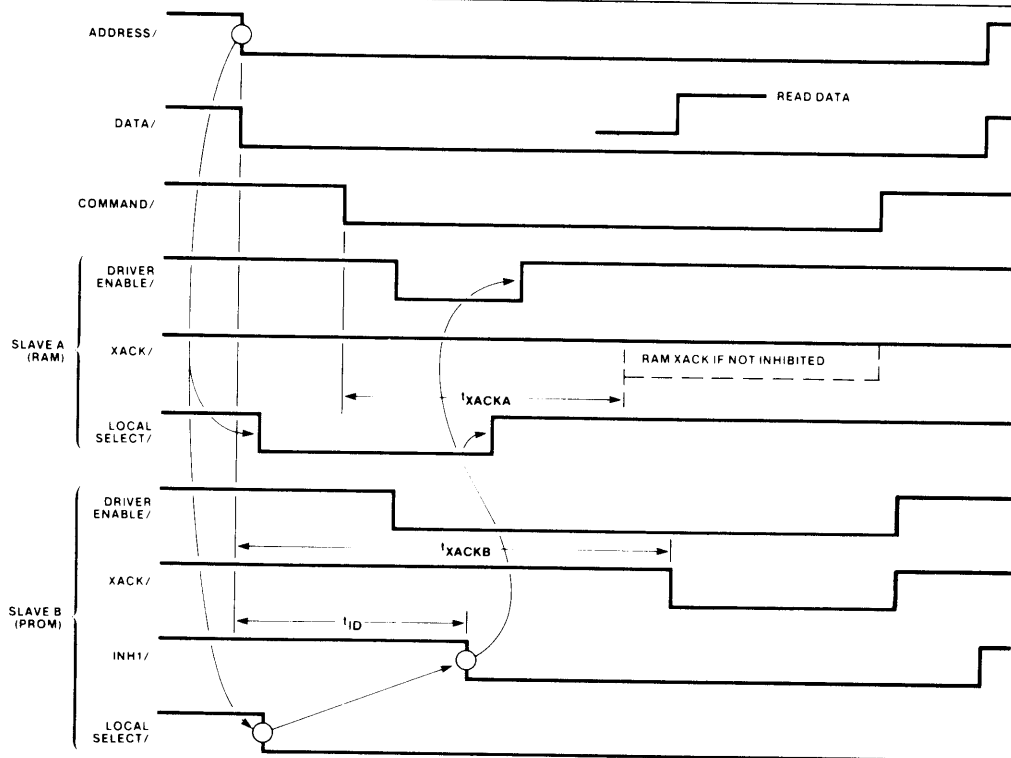 ADDRESS/
READ DATA
DATA/
COMMAND/
DRIVER
ENABLE/
SLAVE A
(RAM)
XACK/
RAM XACK IF NOT INHIBITED
tXACKA
LOCAL
SELECT/
DRIVER
ENABLE/
tXACKB
XACK/
SLAVE B
(PROM)
tID
INH1/
LOCAL
SELECT/